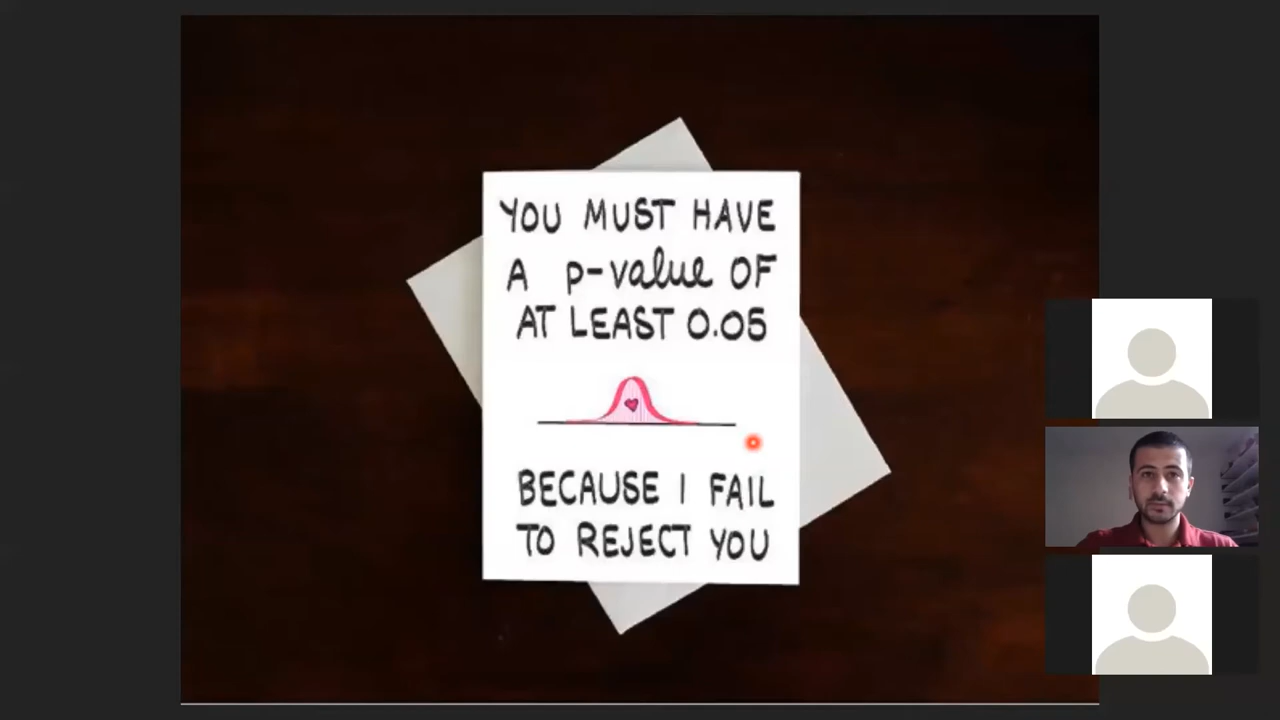 YOU MUST HAVE
A p-value OF
AT LEAST 0.05
BECAUSE I FAIL
TO REJECT YOU